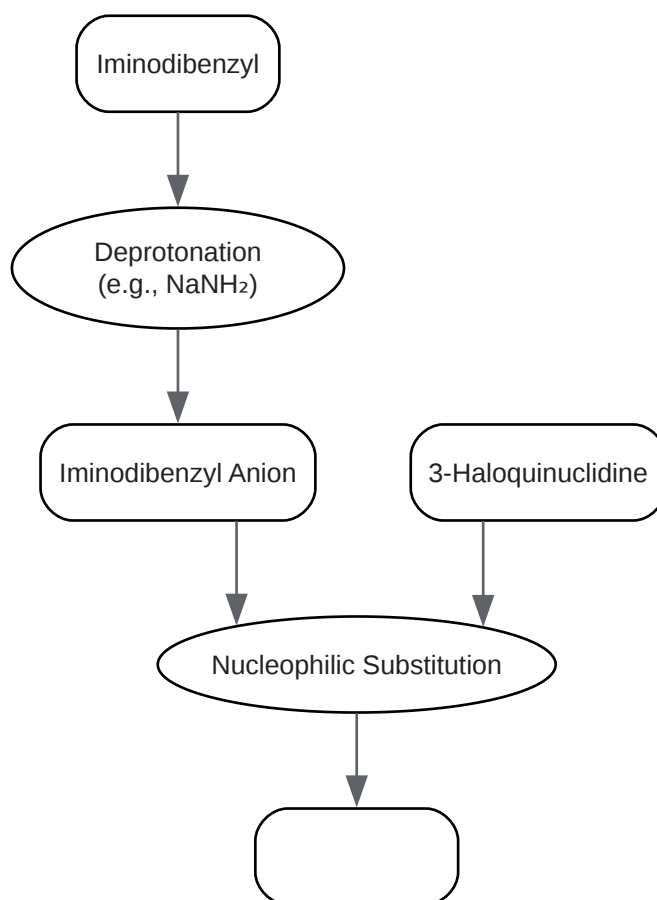 Iminodibenzyl
Deprotonation
(e.g., NaNH₂)
Iminodibenzyl Anion
3-Haloquinuclidine
Nucleophilic Substitution